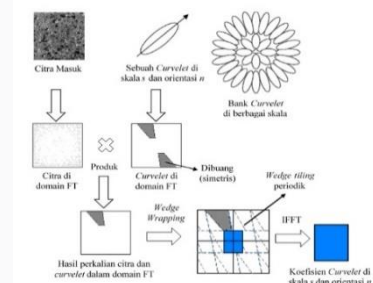 Citra Masuk
Sebuah Curvelet di
skala s dan orientasi n
Bank Curvelet
di berbagai skala
Citra di
domain FT
Produk
Curvelet di
domain FT
Dibuang
(simetris)
Wedge tiling
periodik
Wedge
Wrapping
IFFT
Hasil perkalian citra dan
curvelet dalam domain FT
Koefisien Curvelet di
skala s dan orientasi n